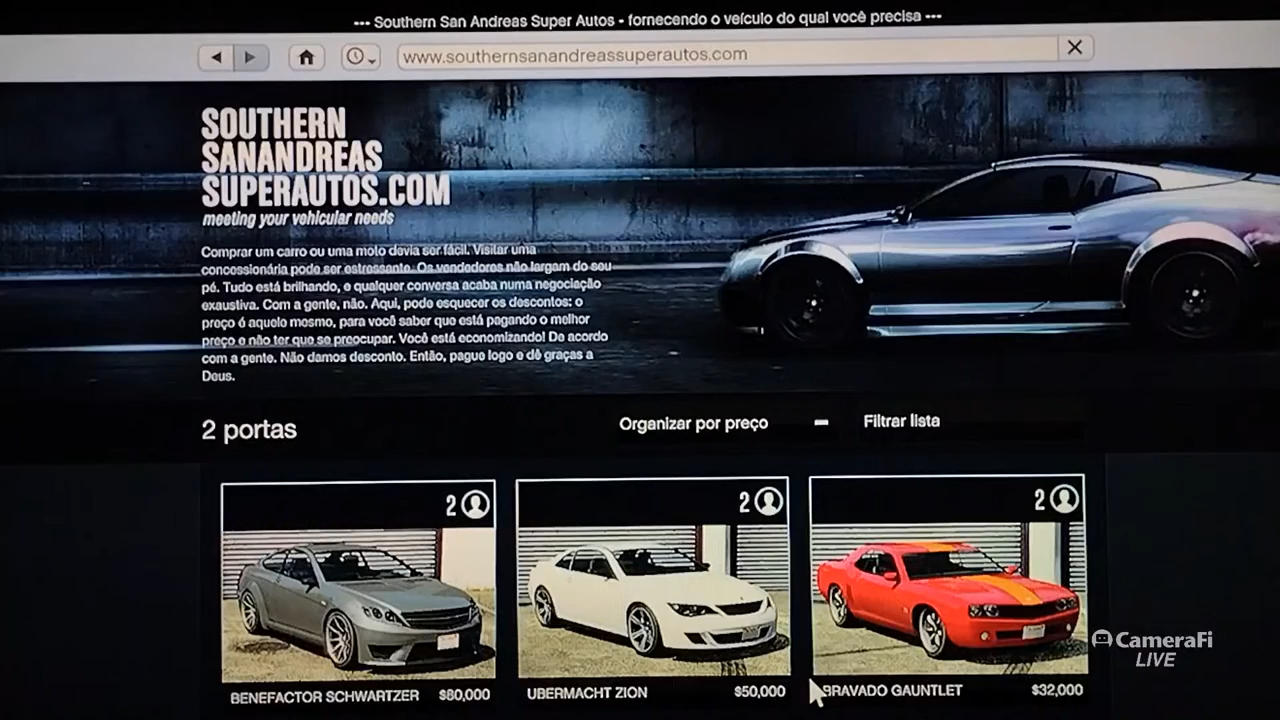 --- Southern San Andreas Super Autos - fornecendo o veículo do qual você precisa ---
www.southernsanandreassuperautos.com
SOUTHERN
SANANDREAS
SUPERAUTOS.COM
meeting your vehicular needs
Comprar um carro ou uma moto devia ser fácil. Visitar uma
concessionária pode ser estressante. Os vendedores não largam do seu
pé. Tudo está brilhando, e qualquer conversa acaba numa negociação
exaustiva. Com a gente, não. Aqui, pode esquecer os descontos: o
preço é aquele mesmo, para você saber que está pagando o melhor
preço e não ter que se preocupar. Você está economizando! De acordo
com a gente. Não damos desconto. Então, pague logo e dê graças a
Deus.
2 portas
Organizar por preço
Filtrar lista
2
2
2
BENEFACTOR SCHWARTZER $80,000
UBERMACHT ZION $50,000
BRAVADO GAUNTLET $32,000
CameraFi
LIVE